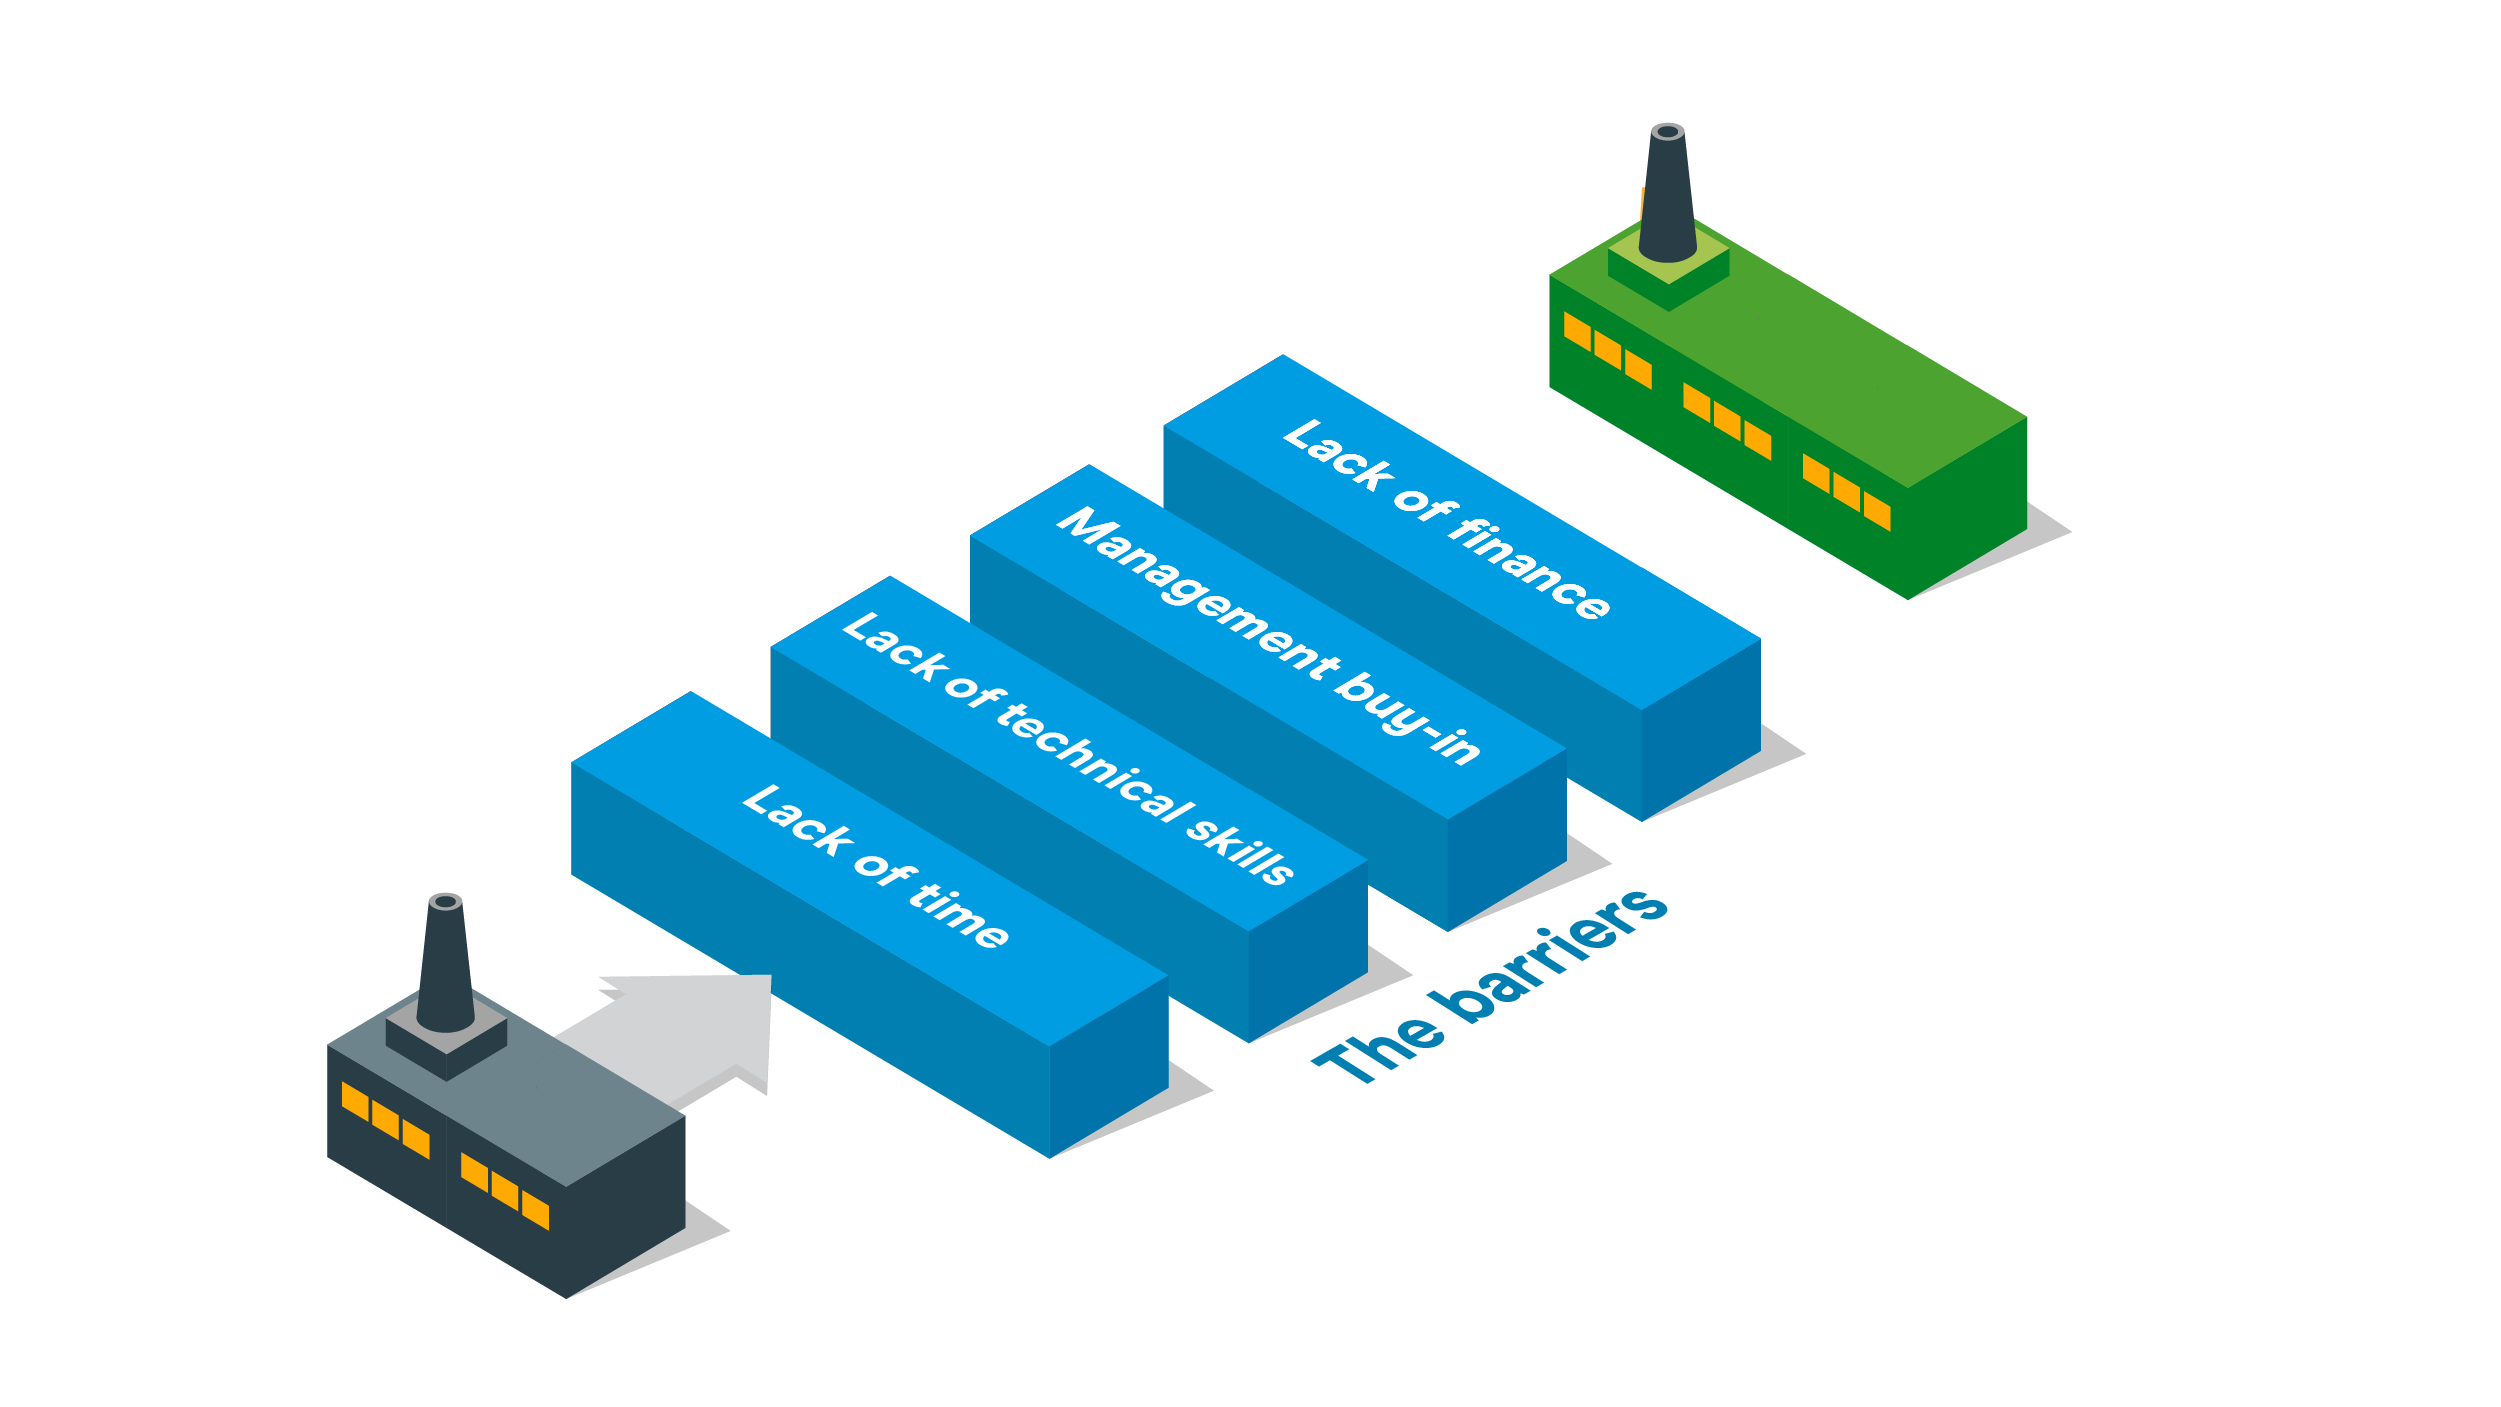 Lack of finance
Management buy-in
Lack of technical skills
Lack of time
The barriers